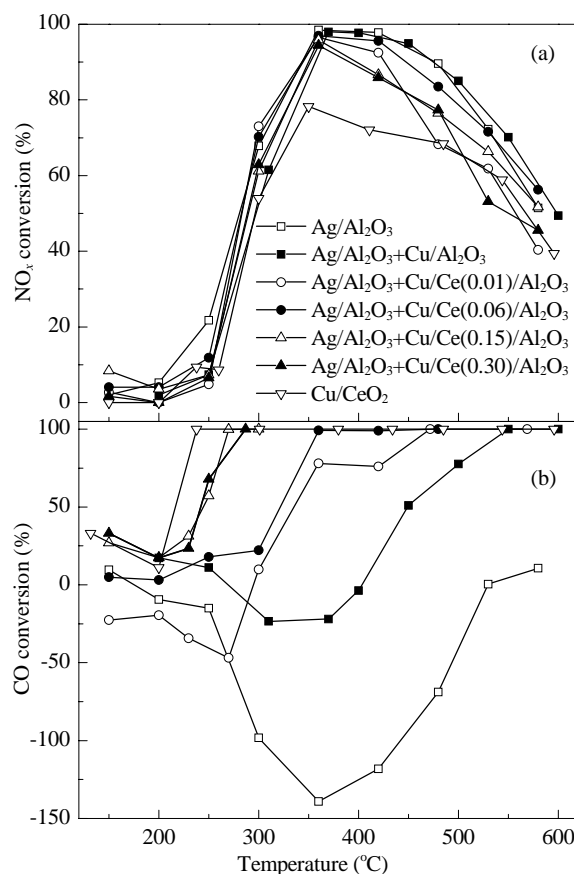 100
(a)
80
60
40
20
0
NOx conversion (%)
Ag/Al2O3
Ag/Al2O3+Cu/Al2O3
Ag/Al2O3+Cu/Ce(0.01)/Al2O3
Ag/Al2O3+Cu/Ce(0.06)/Al2O3
Ag/Al2O3+Cu/Ce(0.15)/Al2O3
Ag/Al2O3+Cu/Ce(0.30)/Al2O3
Cu/CeO2
100
(b)
50
0
-50
-100
-150
CO conversion (%)
200 300 400 500 600
Temperature (oC)